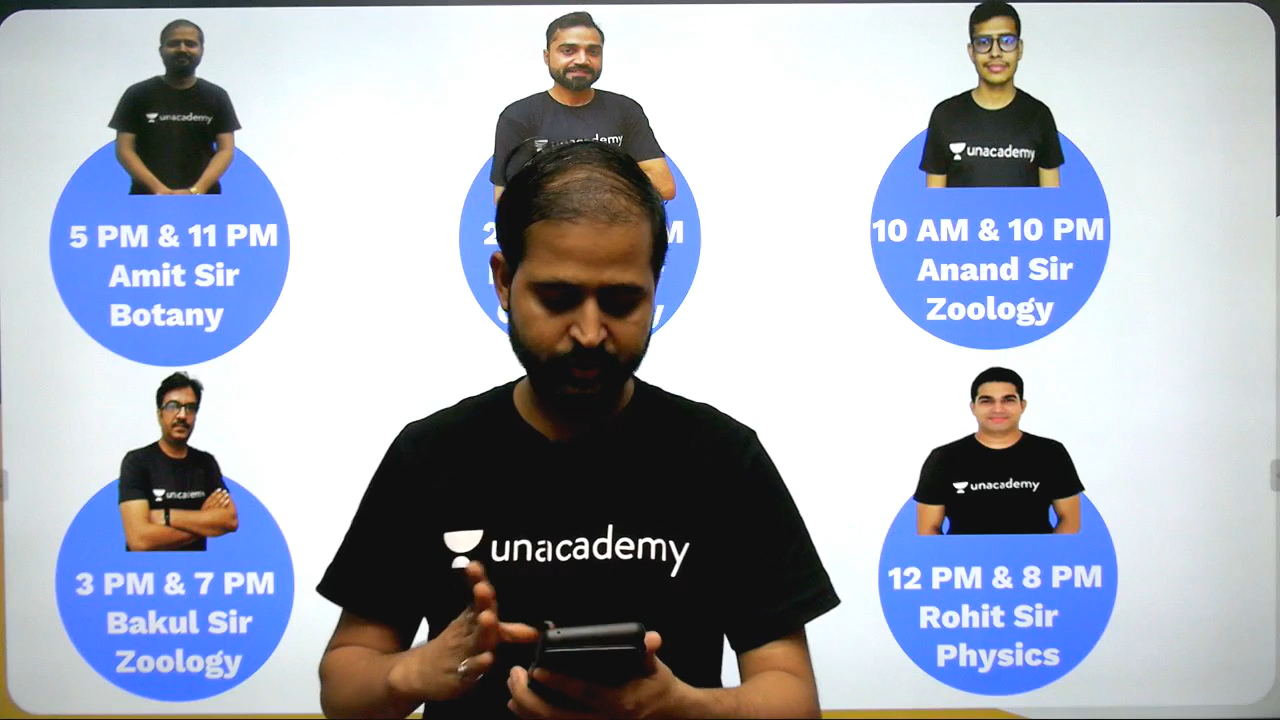 unacademy
unacademy
unacademy
5 PM & 11 PM
Amit Sir
Botany
10 AM & 10 PM
Anand Sir
Zoology
unacademy
unacademy
unacademy
3 PM & 7 PM
Bakul Sir
Zoology
12 PM & 8 PM
Rohit Sir
Physics